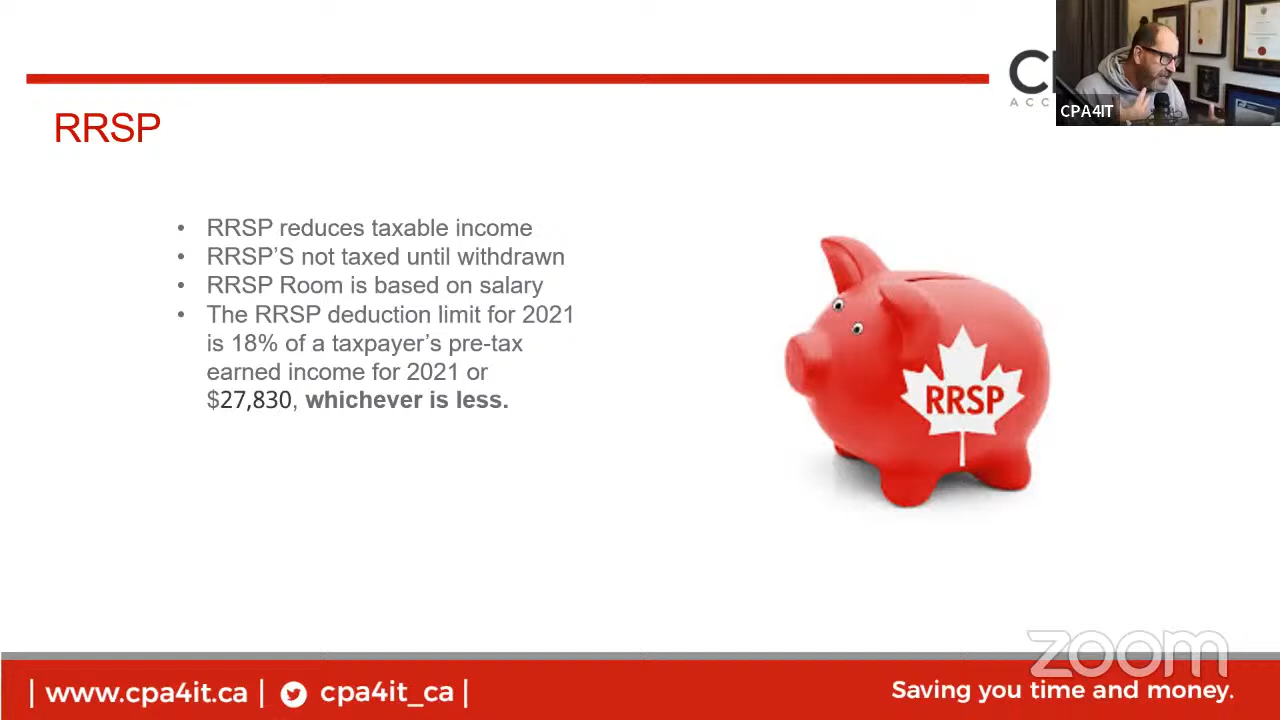 CPA4IT
RRSP
• RRSP reduces taxable income
• RRSP'S not taxed until withdrawn
• RRSP Room is based on salary
• The RRSP deduction limit for 2021
is 18% of a taxpayer's pre-tax
earned income for 2021 or
$27,830, whichever is less.
RRSP
zoom
| www.cpa4it.ca | cpa4it_ca |
Saving you time and money.